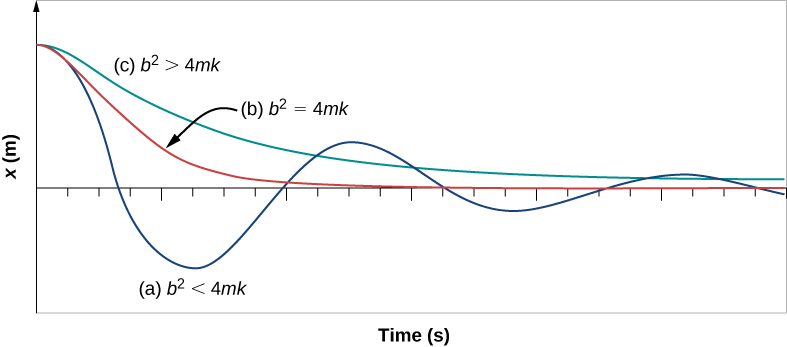 (c) b² > 4mk
(b) b² = 4mk
x (m)
(a) b² < 4mk
Time (s)